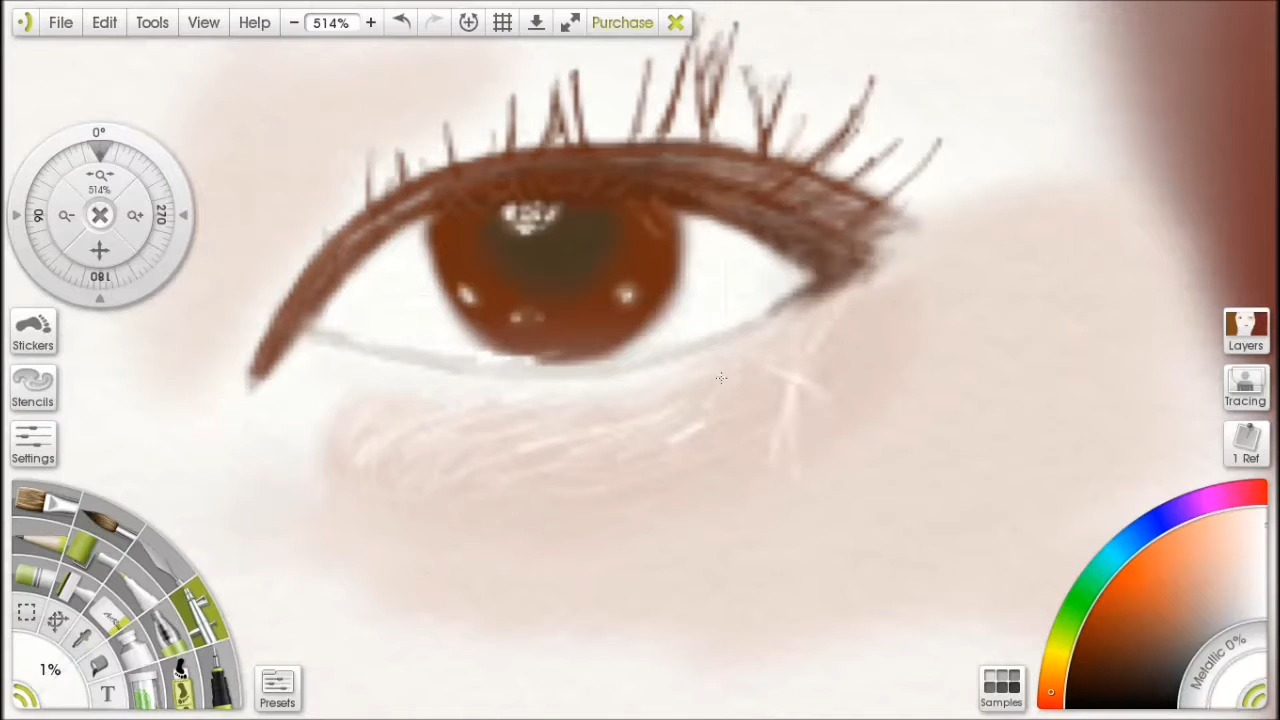 File Edit Tools View Help − 514% + Purchase
0°
514%
90
270
180
Stickers
Stencils
Settings
Layers
Tracing
1 Ref
1%
T
Presets
Samples
Metallic 0%